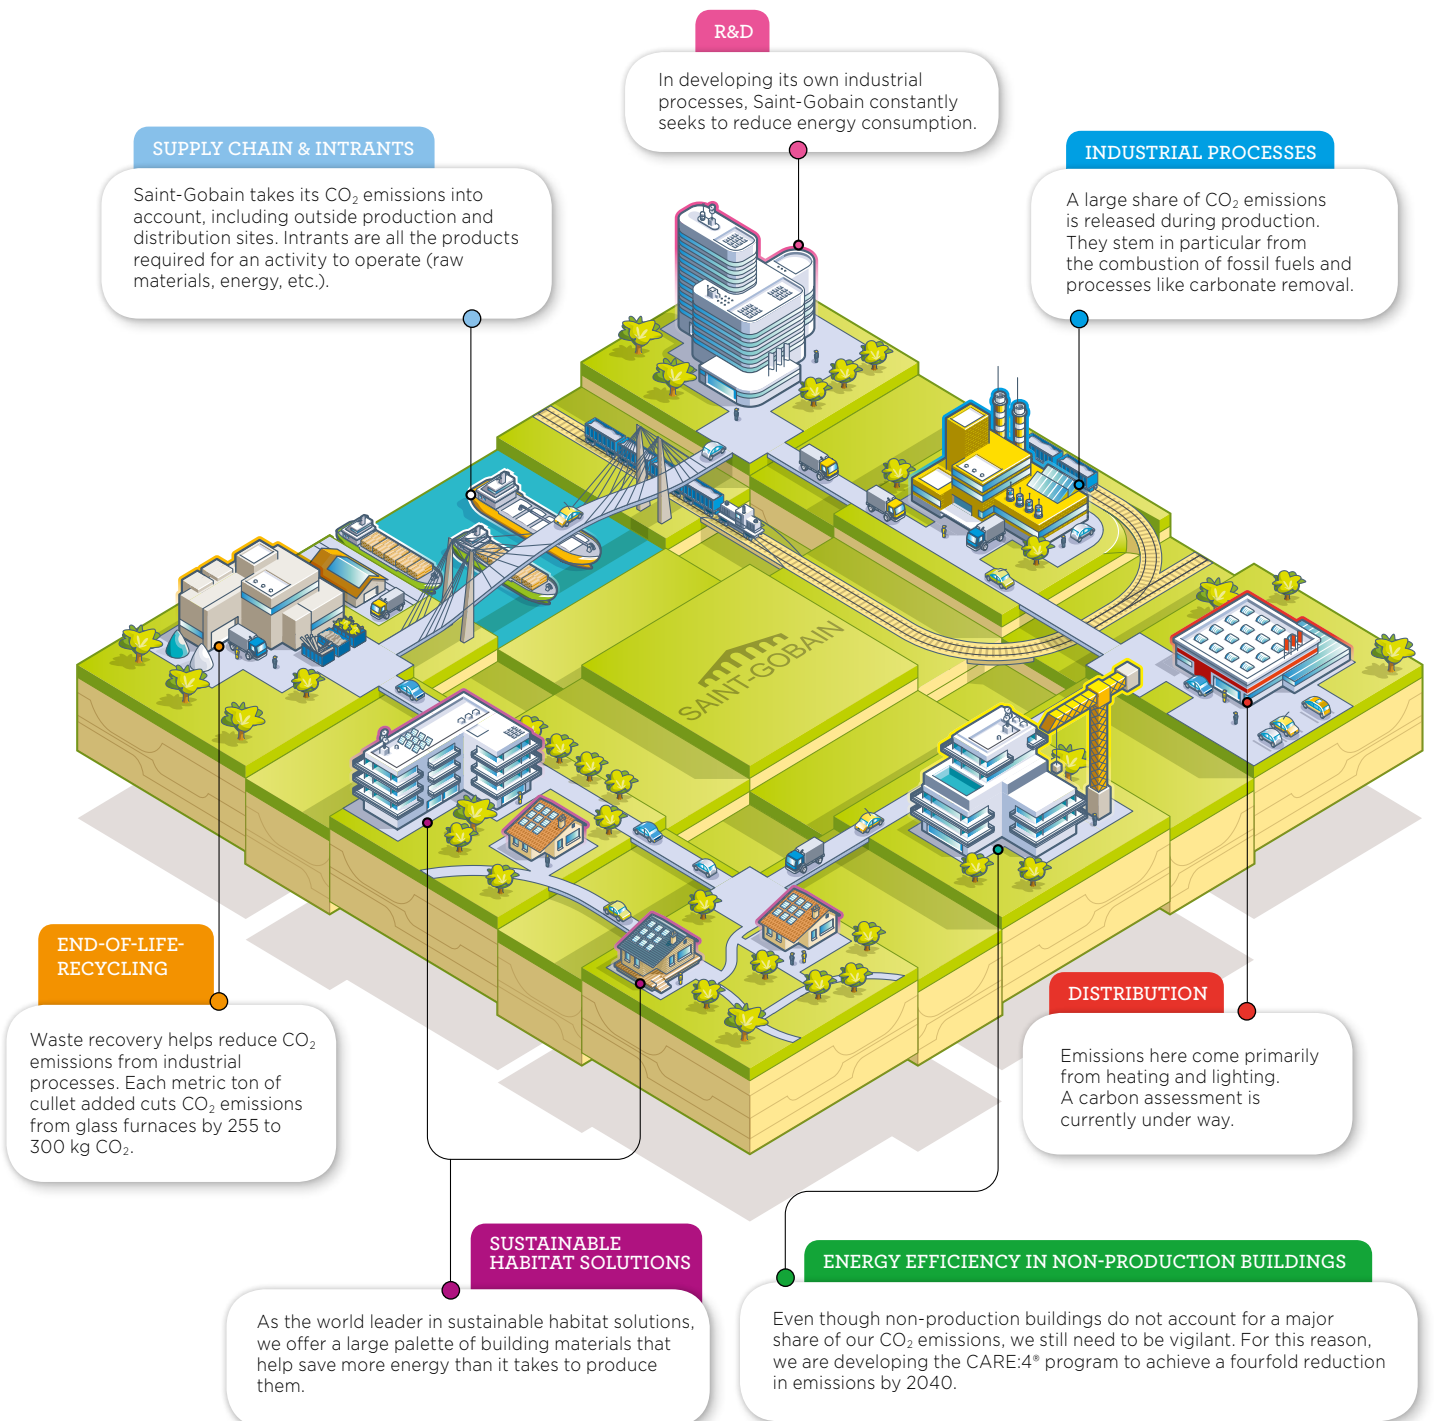 R&D
In developing its own industrial
processes, Saint-Gobain constantly
seeks to reduce energy consumption.
SUPPLY CHAIN & INTRANTS
Saint-Gobain takes its CO₂ emissions into
account, including outside production and
distribution sites. Intrants are all the products
required for an activity to operate (raw
materials, energy, etc.).
INDUSTRIAL PROCESSES
A large share of CO₂ emissions
is released during production.
They stem in particular from
the combustion of fossil fuels and
processes like carbonate removal.
SAINT-GOBAIN
END-OF-LIFE-
RECYCLING
Waste recovery helps reduce CO₂
emissions from industrial
processes. Each metric ton of
cullet added cuts CO₂ emissions
from glass furnaces by 255 to
300 kg CO₂.
DISTRIBUTION
Emissions here come primarily
from heating and lighting.
A carbon assessment is
currently under way.
SUSTAINABLE
HABITAT SOLUTIONS
As the world leader in sustainable habitat solutions,
we offer a large palette of building materials that
help save more energy than it takes to produce
them.
ENERGY EFFICIENCY IN NON-PRODUCTION BUILDINGS
Even though non-production buildings do not account for a major
share of our CO₂ emissions, we still need to be vigilant. For this reason,
we are developing the CARE:4® program to achieve a fourfold reduction
in emissions by 2040.